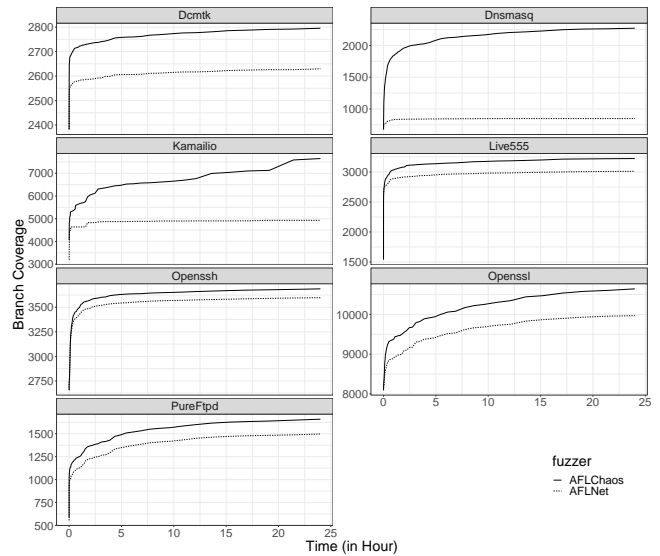 Dcmtk
Dnsmasq
2800
2700
2600
2500
2400
2000
1500
1000
Kamailio
Live555
7000
6000
5000
4000
3000
3000
2500
2000
1500
Openssh
Openssl
3500
3250
3000
2750
10000
9000
8000
0 5 10 15 20 25
PureFtpd
1500
1250
1000
750
500
0 5 10 15 20 25
Branch Coverage
Time (in Hour)
fuzzer
AFLChaos
AFLNet